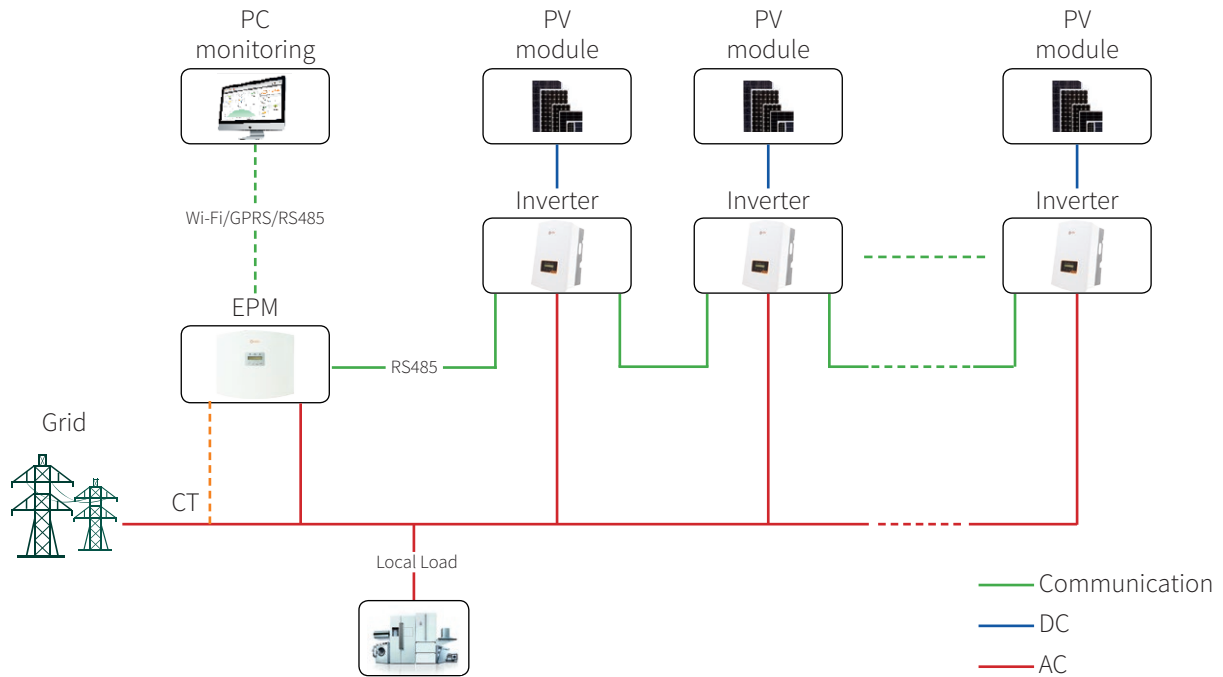 PC
monitoring
PV
module
PV
module
PV
module
Inverter
Inverter
Inverter
Wi-Fi/GPRS/RS485
EPM
RS485
Grid
CT
Local Load
Communication
DC
AC